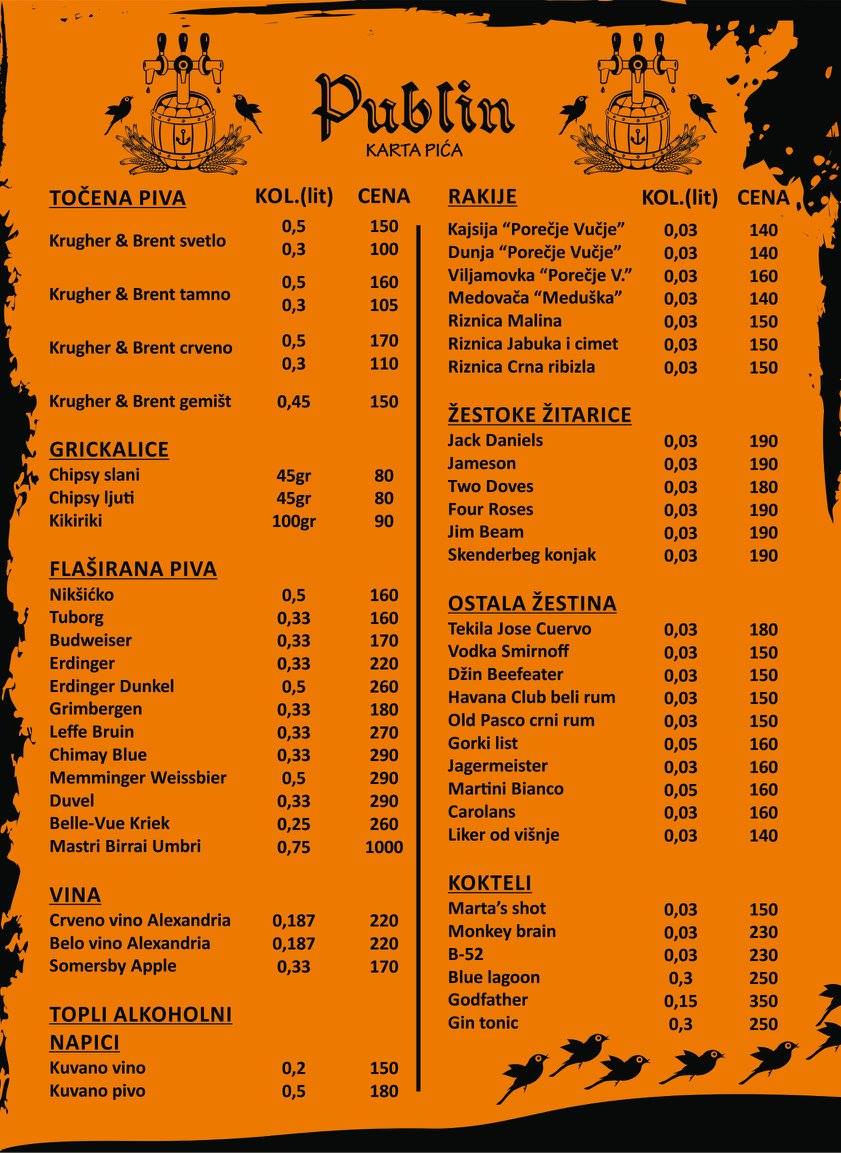 Publin
KARTA PIĆA
TOČENA PIVA KOL.(lit) CENA
Krugher & Brent svetlo 0,5 150
0,3 100
Krugher & Brent tamno 0,5 160
0,3 105
Krugher & Brent crveno 0,5 170
0,3 110
Krugher & Brent gemišt 0,45 150
GRICKALICE
Chipsy slani 45gr 80
Chipsy ljuti 45gr 80
Kikiriki 100gr 90
FLAŠIRANA PIVA
Nikšićko 0,5 160
Tuborg 0,33 160
Budweiser 0,33 170
Erdinger 0,33 220
Erdinger Dunkel 0,5 260
Grimbergen 0,33 180
Leffe Bruin 0,33 270
Chimay Blue 0,33 290
Memminger Weissbier 0,5 290
Duvel 0,33 290
Belle-Vue Kriek 0,25 260
Mastri Birrai Umbri 0,75 1000
VINA
Crveno vino Alexandria 0,187 220
Belo vino Alexandria 0,187 220
Somersby Apple 0,33 170
TOPLI ALKOHOLNI
NAPICI
Kuvano vino 0,2 150
Kuvano pivo 0,5 180
RAKIJE KOL.(lit) CENA
Kajsija “Porečje Vučje” 0,03 140
Dunja “Porečje Vučje” 0,03 140
Viljamovka “Porečje V.” 0,03 160
Medovača “Meduška” 0,03 140
Riznica Malina 0,03 150
Riznica Jabuka i cimet 0,03 150
Riznica Crna ribizla 0,03 150
ŽESTOKE ŽITARICE
Jack Daniels 0,03 190
Jameson 0,03 190
Two Doves 0,03 180
Four Roses 0,03 190
Jim Beam 0,03 190
Skenderbeg konjak 0,03 190
OSTALA ŽESTINA
Tekila Jose Cuervo 0,03 180
Vodka Smirnoff 0,03 150
Džin Beefeater 0,03 150
Havana Club beli rum 0,03 150
Old Pasco crni rum 0,03 150
Gorki list 0,05 160
Jagermeister 0,03 160
Martini Bianco 0,05 160
Carolans 0,03 160
Liker od višnje 0,03 140
KOKTELI
Marta’s shot 0,03 150
Monkey brain 0,03 230
B-52 0,03 230
Blue lagoon 0,3 250
Godfather 0,15 350
Gin tonic 0,3 250